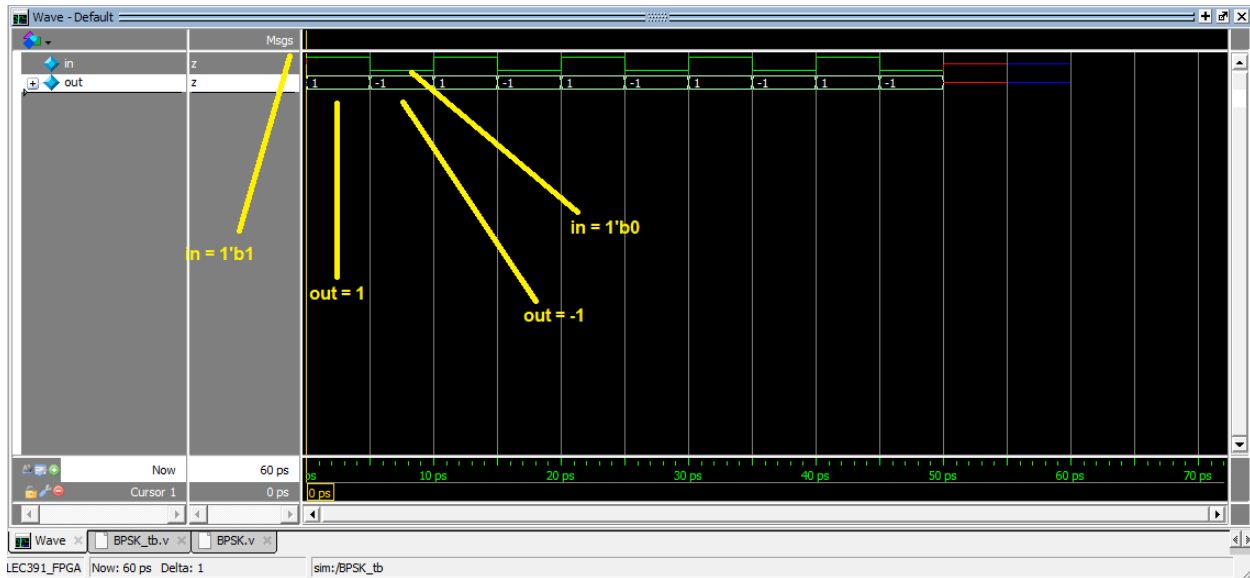 Wave - Default
Msgs
in z
out z
1 -1 1 -1 1 -1 1 -1 1 -1
in = 1'b0
in = 1'b1
out = 1
out = -1
Now 60 ps
ps 10 ps 20 ps 30 ps 40 ps 50 ps 60 ps 70 ps
Cursor 1 0 ps
0 ps
Wave BPSK_tb.v BPSK.v
LEC391_FPGA Now: 60 ps Delta: 1 sim:/BPSK_tb